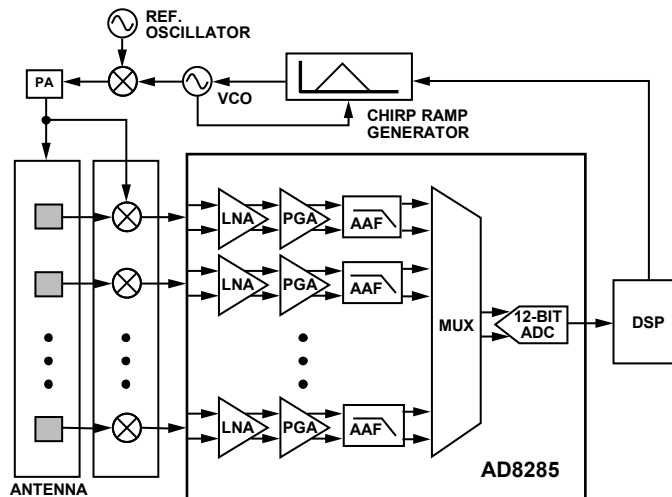 REF.
OSCILLATOR
PA
VCO
CHIRP RAMP
GENERATOR
LNA
PGA
AAF
LNA
PGA
AAF
MUX
12-BIT
ADC
DSP
LNA
PGA
AAF
AD8285
ANTENNA